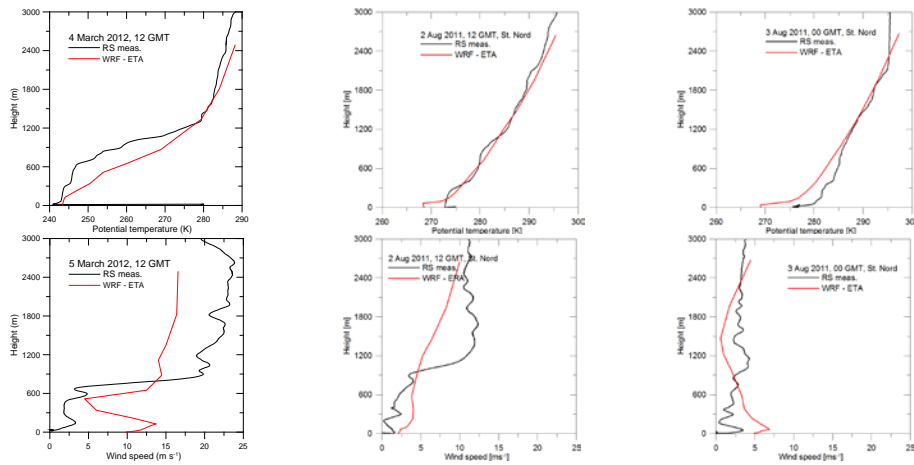 3000
2400
1800
1200
600
0
Height (m)
4 March 2012, 12 GMT
RS meas.
WRF - ETA
240 250 260 270 280 290
Potential temperature (K)
3000
2400
1800
1200
600
0
Height [m]
2 Aug 2011, 12 GMT, St. Nord
RS meas.
WRF - ETA
260 270 280 290
Potential temperature [K]
3000
2400
1800
1200
600
0
Height [m]
3 Aug 2011, 00 GMT, St. Nord
RS meas.
WRF - ETA
260 270 280 290 300
Potential temperature [K]
3000
2400
1800
1200
600
0
Height (m)
5 March 2012, 12 GMT
RS meas.
WRF - ETA
0 5 10 15 20 25
Wind speed (m s⁻¹)
3000
2400
1800
1200
600
0
Height [m]
2 Aug 2011, 12 GMT, St. Nord
RS meas.
WRF -
0 5 10 15 20 25
Wind speed [ms⁻¹]
3000
2400
1800
1200
600
0
Height [m]
3 Aug 2011, 00 GMT, St. Nord
RS meas.
WRF - ETA
0 5 10 15 20 25
Wind speed [ms⁻¹]